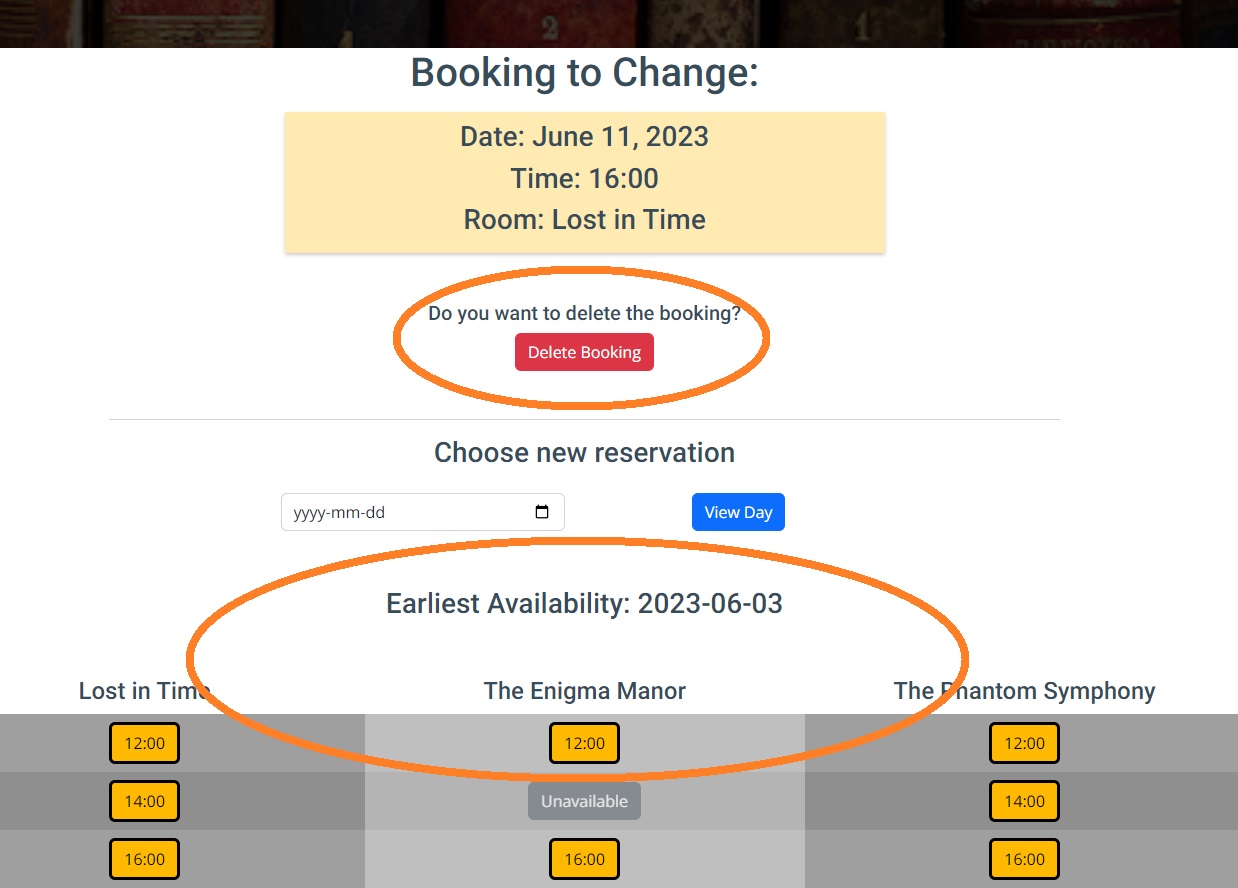 2
1
Booking to Change:
Date: June 11, 2023
Time: 16:00
Room: Lost in Time
Do you want to delete the booking?
Delete Booking
Choose new reservation
yyyy-mm-dd
View Day
Earliest Availability: 2023-06-03
Lost in Time
The Enigma Manor
The Phantom Symphony
12:00
12:00
12:00
14:00
Unavailable
14:00
16:00
16:00
16:00